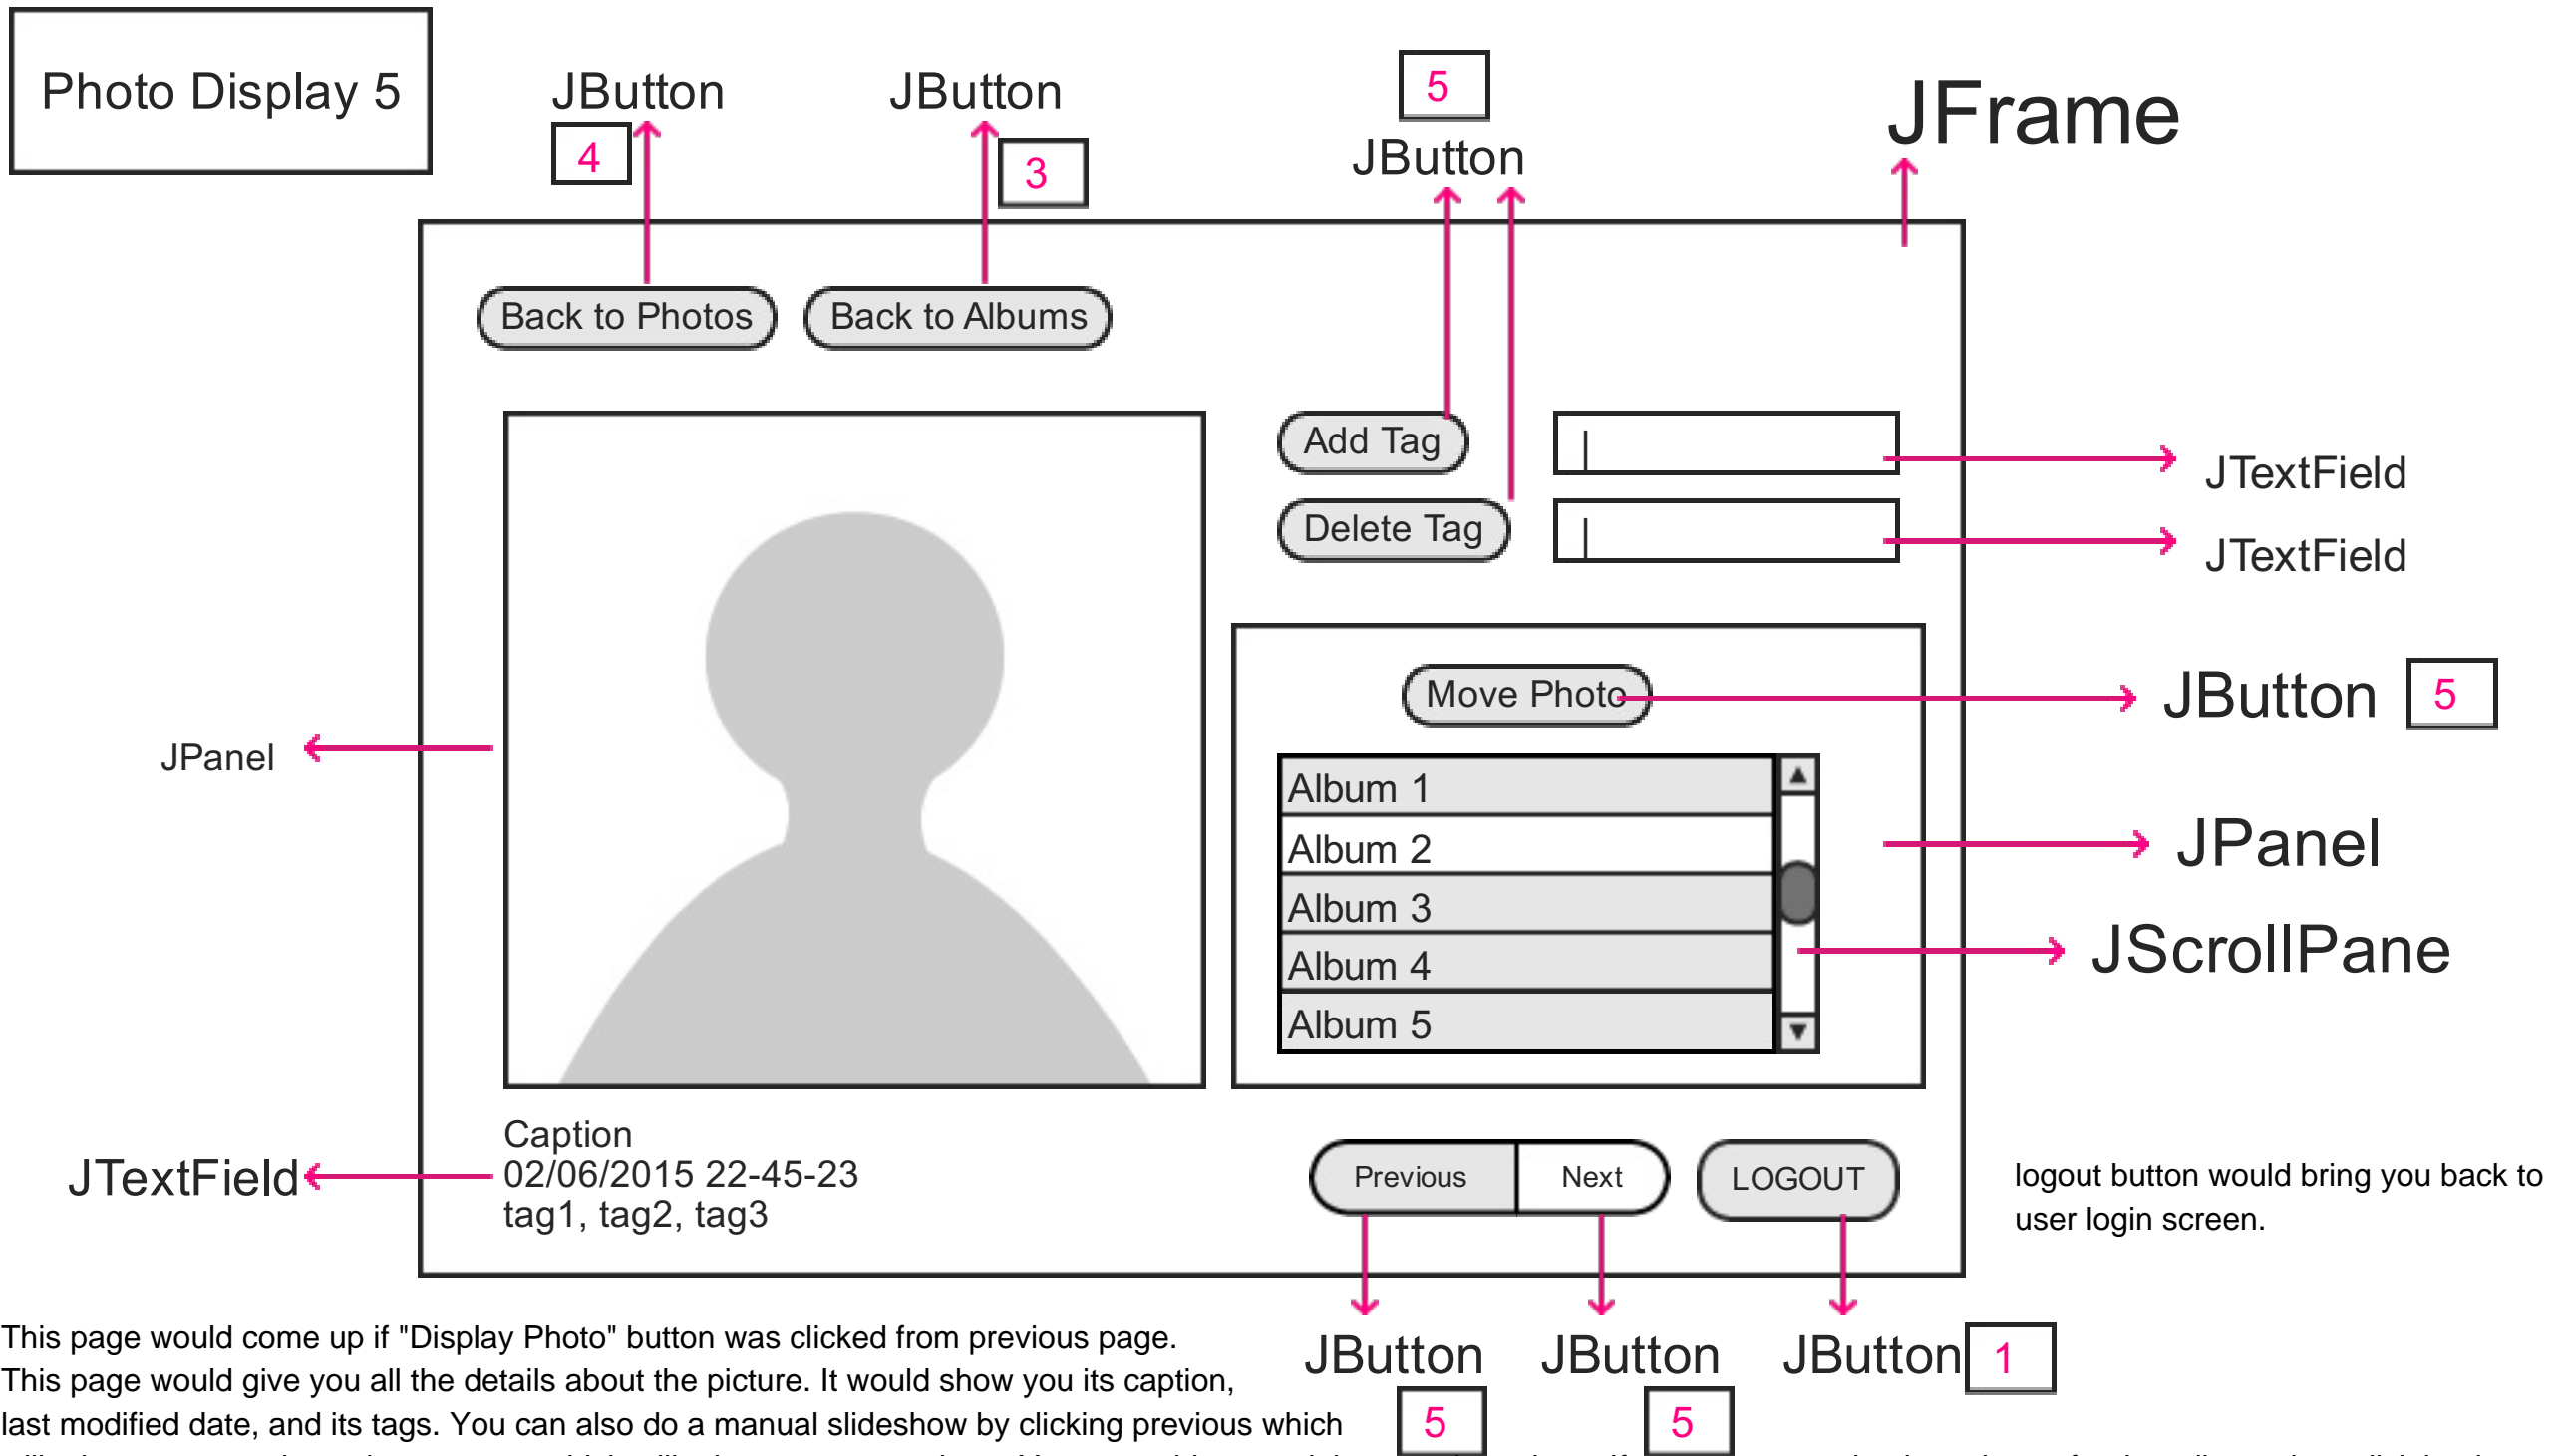 Photo Display 5
JButton
4
JButton
3
5
JButton
JFrame
Back to Photos
Back to Albums
Add Tag
JTextField
Delete Tag
JTextField
Move Photo
JButton 5
JPanel
Album 1
Album 2
Album 3
Album 4
Album 5
JPanel
JScrollPane
Caption
02/06/2015 22-45-23
tag1, tag2, tag3
JTextField
Previous
Next
LOGOUT
logout button would bring you back to
user login screen.
JButton
5
JButton
5
JButton 1
This page would come up if "Display Photo" button was clicked from previous page.
This page would give you all the details about the picture. It would show you its caption,
last modified date, and its tags. You can also do a manual slideshow by clicking previous which